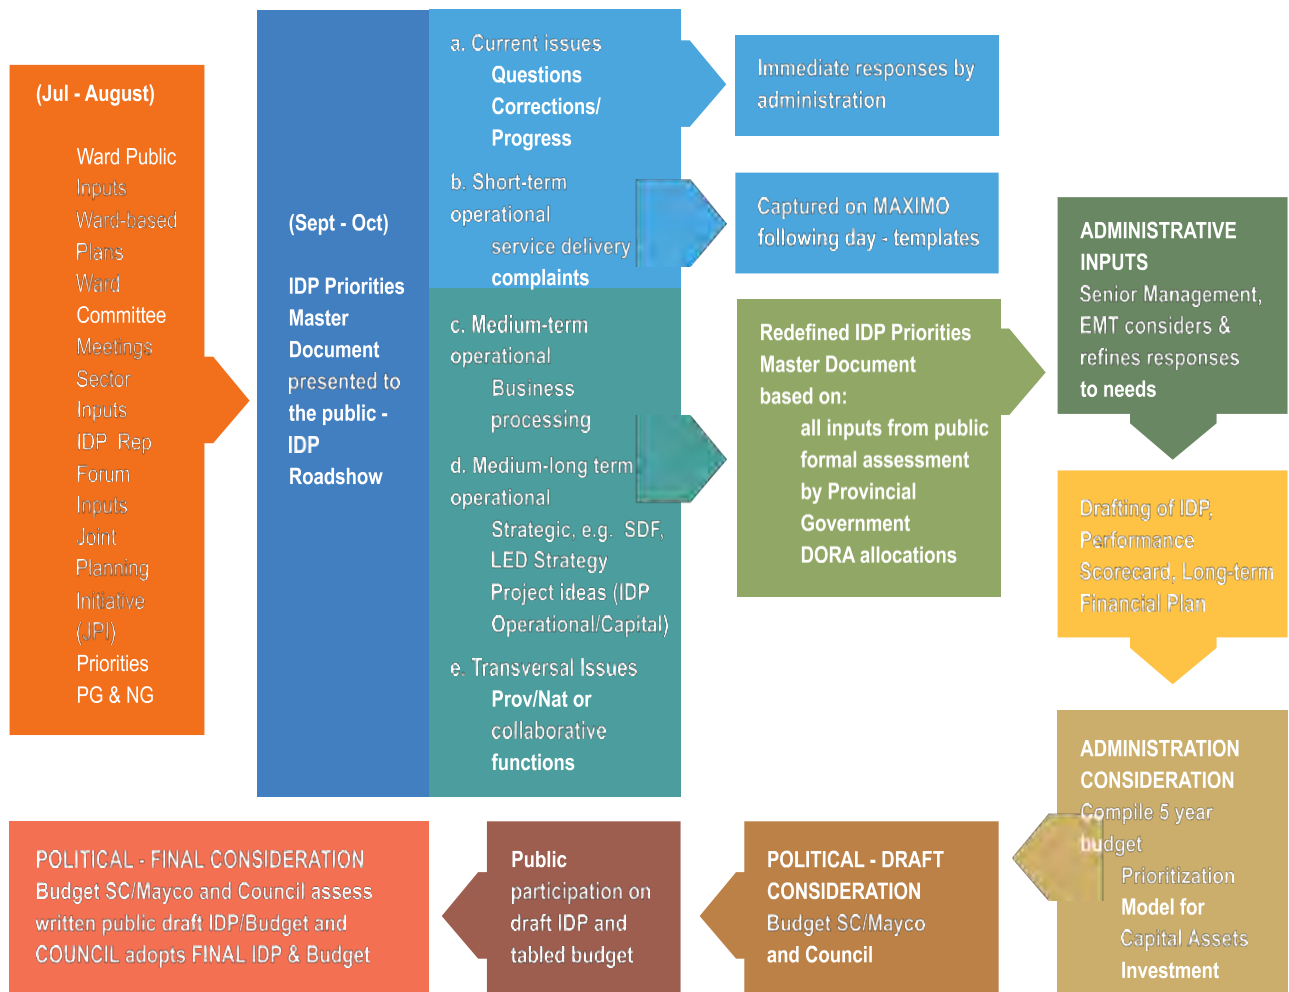 (Jul - August)
Ward Public
Inputs
Ward-based
Plans
Ward
Committee
Meetings
Sector
Inputs
IDP Rep
Forum
Inputs
Joint
Planning
Initiative
(JPI)
Priorities
PG & NG
(Sept - Oct)
IDP Priorities
Master
Document
presented to
the public -
IDP
Roadshow
a. Current issues
Questions
Corrections/
Progress
b. Short-term
operational
service delivery
complaints
c. Medium-term
operational
Business
processing
d. Medium-long term
operational
Strategic, e.g. SDF,
LED Strategy
Project ideas (IDP
Operational/Capital)
e. Transversal Issues
Prov/Nat or
collaborative
functions
Immediate responses by
administration
Captured on MAXIMO
following day - templates
Redefined IDP Priorities
Master Document
based on:
all inputs from public
formal assessment
by Provincial
Government
DORA allocations
ADMINISTRATIVE
INPUTS
Senior Management,
EMT considers &
refines responses
to needs
Drafting of IDP,
Performance
Scorecard, Long-term
Financial Plan
ADMINISTRATION
CONSIDERATION
Compile 5 year
budget
Prioritization
Model for
Capital Assets
Investment
POLITICAL - DRAFT
CONSIDERATION
Budget SC/Mayco
and Council
Public
participation on
draft IDP and
tabled budget
POLITICAL - FINAL CONSIDERATION
Budget SC/Mayco and Council assess
written public draft IDP/Budget and
COUNCIL adopts FINAL IDP & Budget